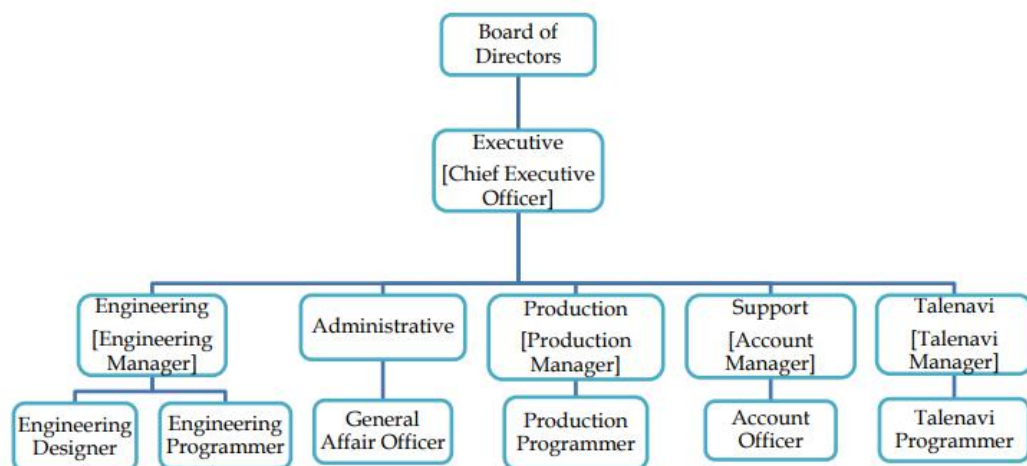 Board of
Directors
Executive
[Chief Executive
Officer]
Engineering
[Engineering
Manager]
Administrative
Production
[Production
Manager]
Support
[Account
Manager]
Talenavi
[Talenavi
Manager]
Engineering
Designer
Engineering
Programmer
General
Affair Officer
Production
Programmer
Account
Officer
Talenavi
Programmer